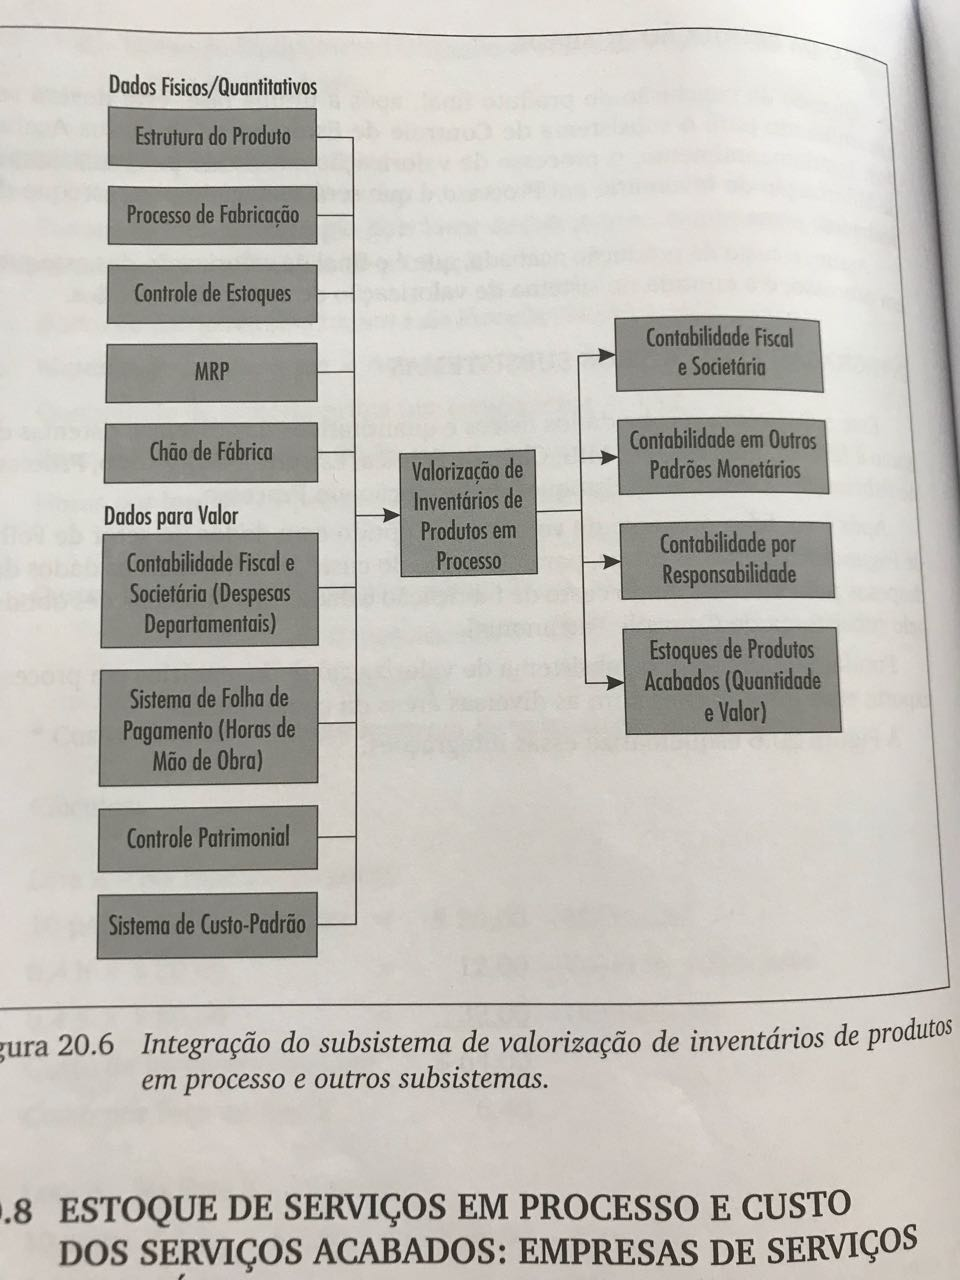 Dados Físicos/Quantitativos
Estrutura do Produto
Processo de Fabricação
Controle de Estoques
MRP
Chão de Fábrica
Dados para Valor
Contabilidade Fiscal e
Societária (Despesas
Departamentais)
Sistema de Folha de
Pagamento (Horas de
Mão de Obra)
Controle Patrimonial
Sistema de Custo-Padrão
Valorização de
Inventários de
Produtos em
Processo
Contabilidade Fiscal
e Societária
Contabilidade em Outros
Padrões Monetários
Contabilidade por
Responsabilidade
Estoques de Produtos
Acabados (Quantidade
e Valor)
gura 20.6 Integração do subsistema de valorização de inventários de produtos
em processo e outros subsistemas.
.8 ESTOQUE DE SERVIÇOS EM PROCESSO E CUSTO
DOS SERVIÇOS ACABADOS: EMPRESAS DE SERVIÇOS